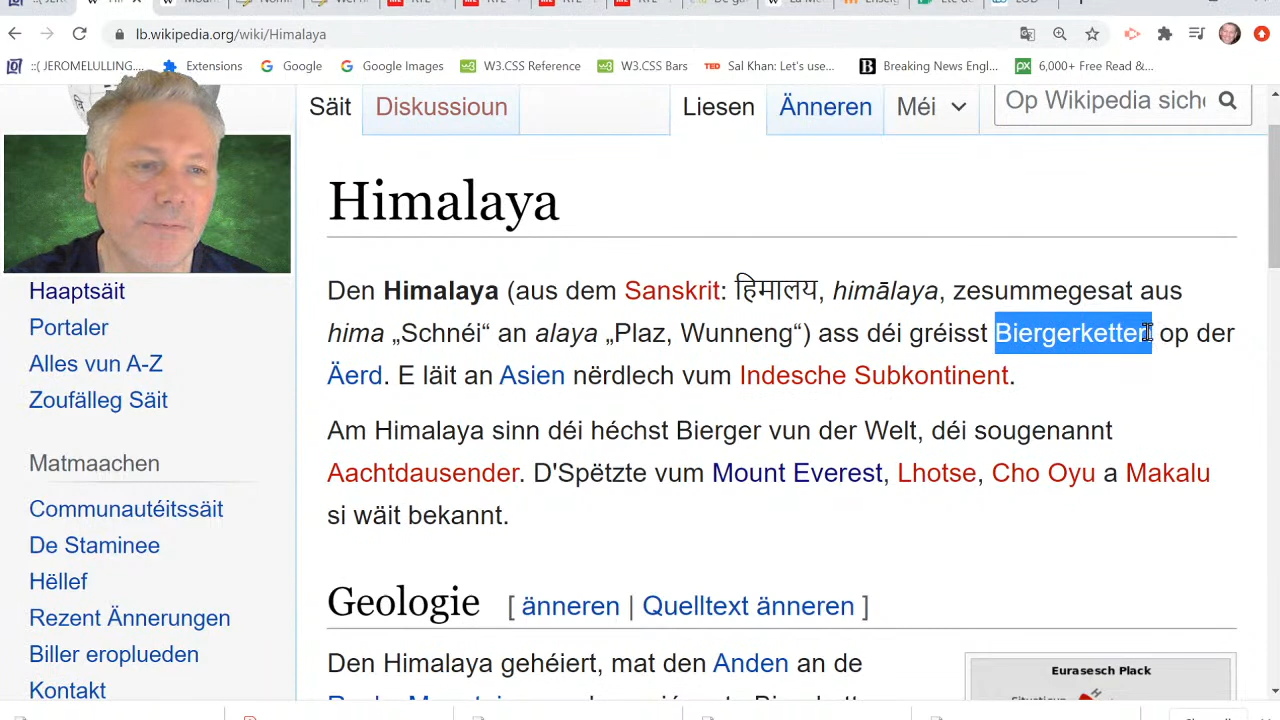 lb.wikipedia.org/wiki/Himalaya
::( JEROMELULLING.... Extensions Google Google Images W3.CSS Reference W3.CSS Bars TED Sal Khan: Let's use... B Breaking News Engl... px 6,000+ Free Read &...
Säit Diskussioun Liesen Änneren Méi Op Wikipedia siche
Himalaya
Den Himalaya (aus dem Sanskrit: हिमालय, himālaya, zesummegesat aus
hima „Schnéi“ an alaya „Plaz, Wunneng“) ass déi gréisst Biergerketten op der
Äerd. E läit an Asien nërdlech vum Indesche Subkontinent.
Am Himalaya sinn déi héchst Bierger vun der Welt, déi sougenannt
Aachtdausender. D'Spëtzte vum Mount Everest, Lhotse, Cho Oyu a Makalu
si wäit bekannt.
Geologie [ änneren | Quelltext änneren ]
Den Himalaya gehéiert, mat den Anden an de
Eurasesch Plack
Haaptsäit
Portaler
Alles vun A-Z
Zoufälleg Säit
Matmaachen
Communautéitssäit
De Staminee
Hëllef
Rezent Ännerungen
Biller eroplueden
Kontakt